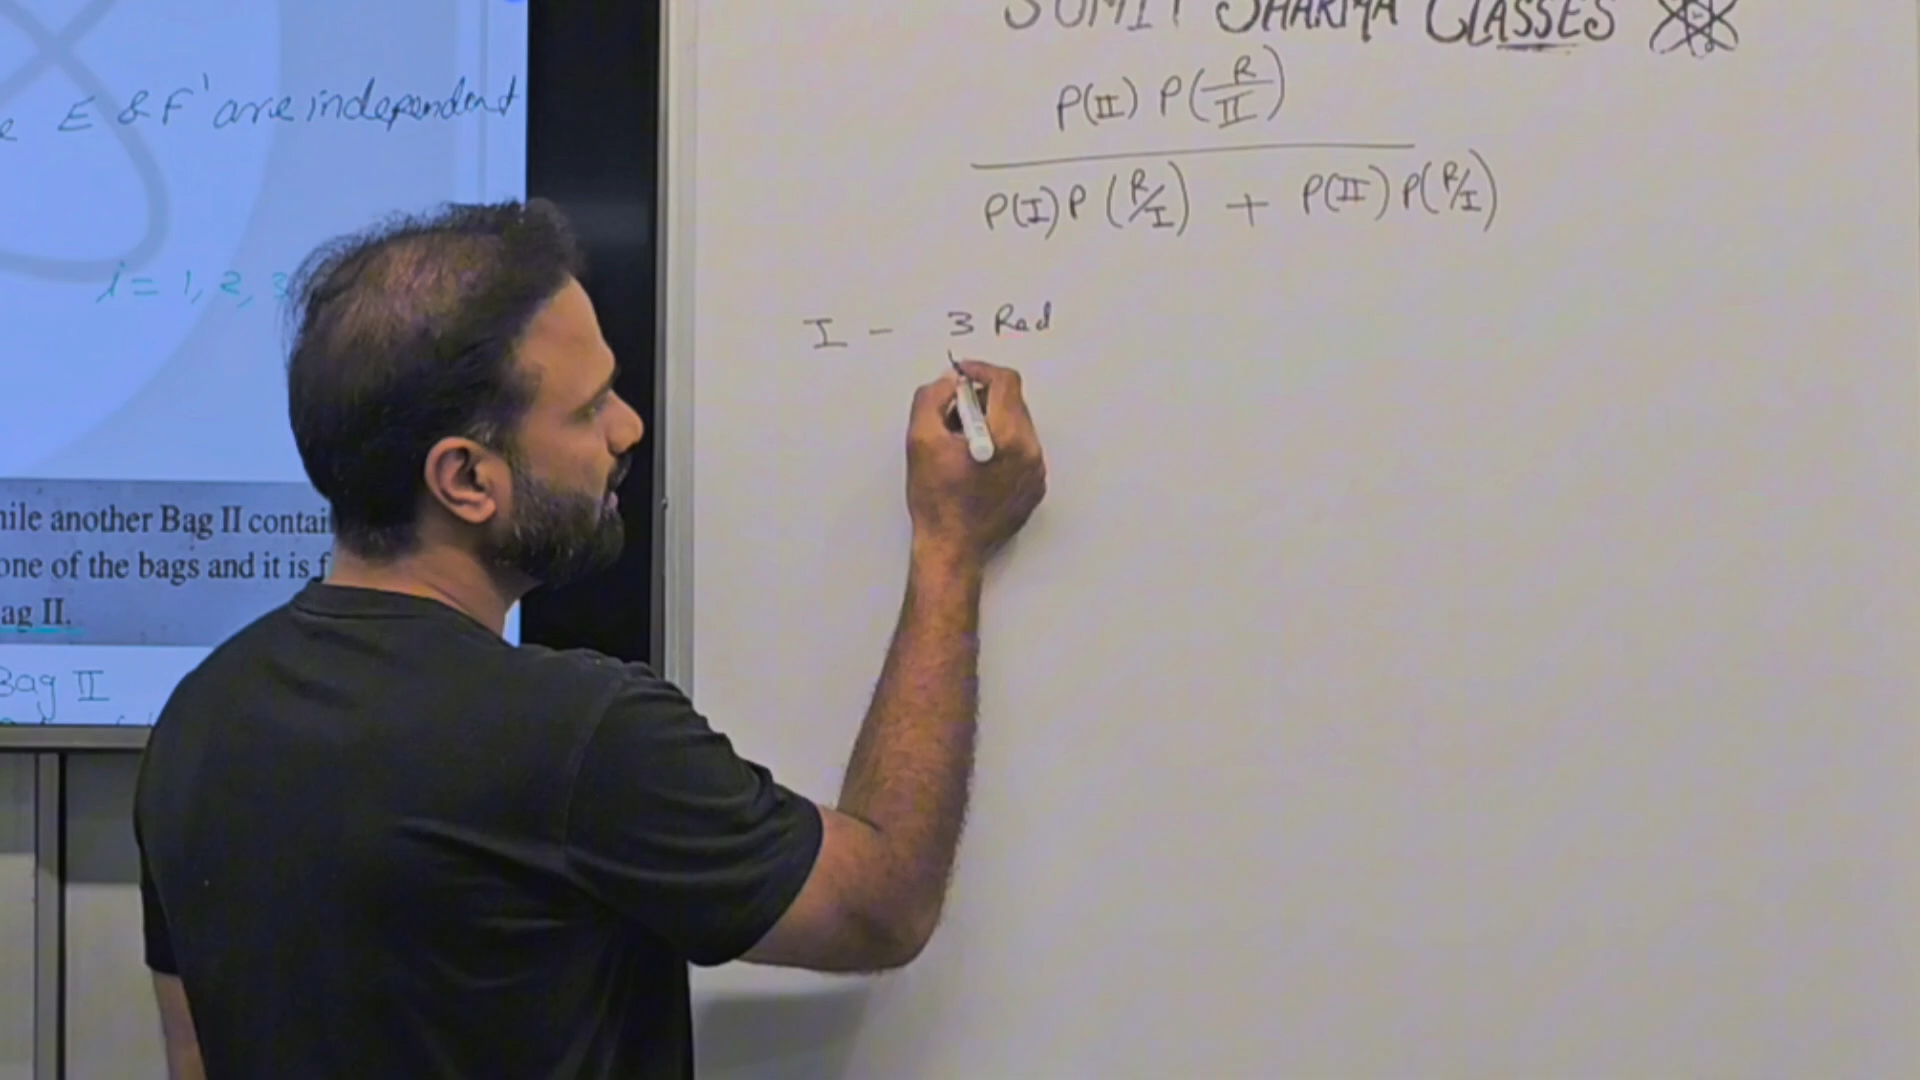 SUMIT SHARMA CLASSES
E & F' are independent
i = 1, 2, 3
another Bag II contai
one of the bags and it is f
ag II.
Bag II
P(II) P(R/II)
P(I) P(R/I) + P(II) P(R/I)
I - 3 Red